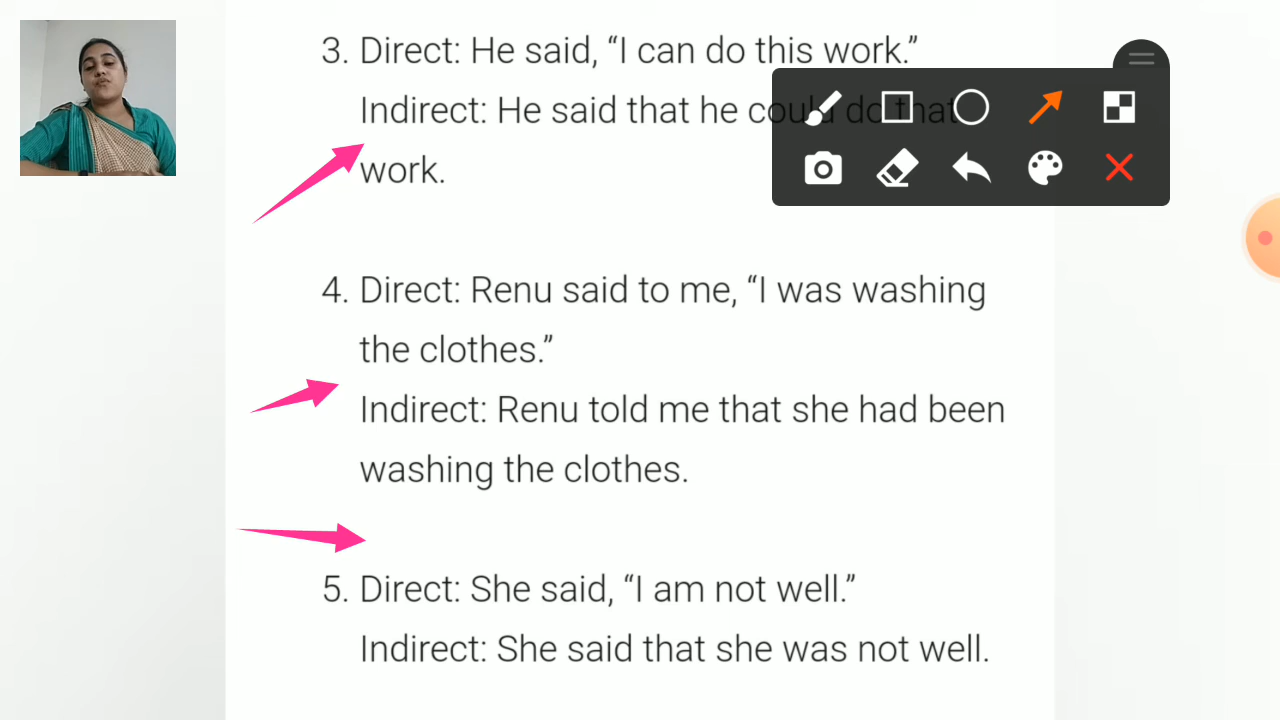 3. Direct: He said, “I can do this work.”
Indirect: He said that he could do that
work.
4. Direct: Renu said to me, “I was washing
the clothes.”
Indirect: Renu told me that she had been
washing the clothes.
5. Direct: She said, “I am not well.”
Indirect: She said that she was not well.